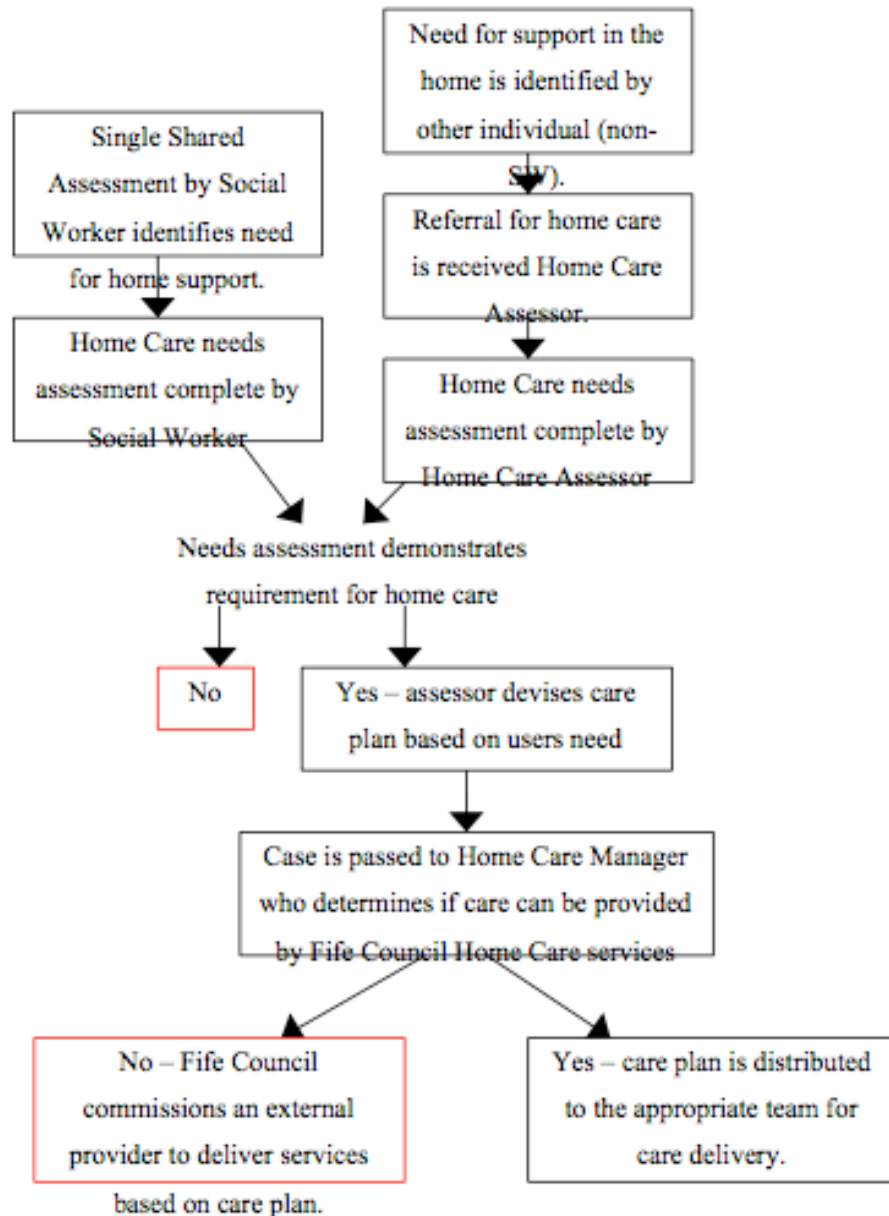 Need for support in the
home is identified by
other individual (non-
SW).
Single Shared
Assessment by Social
Worker identifies need
for home support.
Referral for home care
is received Home Care
Assessor.
Home Care needs
assessment complete by
Social Worker
Home Care needs
assessment complete by
Home Care Assessor
Needs assessment demonstrates
requirement for home care
No
Yes – assessor devises care
plan based on users need
Case is passed to Home Care Manager
who determines if care can be provided
by Fife Council Home Care services
No – Fife Council
commissions an external
provider to deliver services
based on care plan.
Yes – care plan is distributed
to the appropriate team for
care delivery.